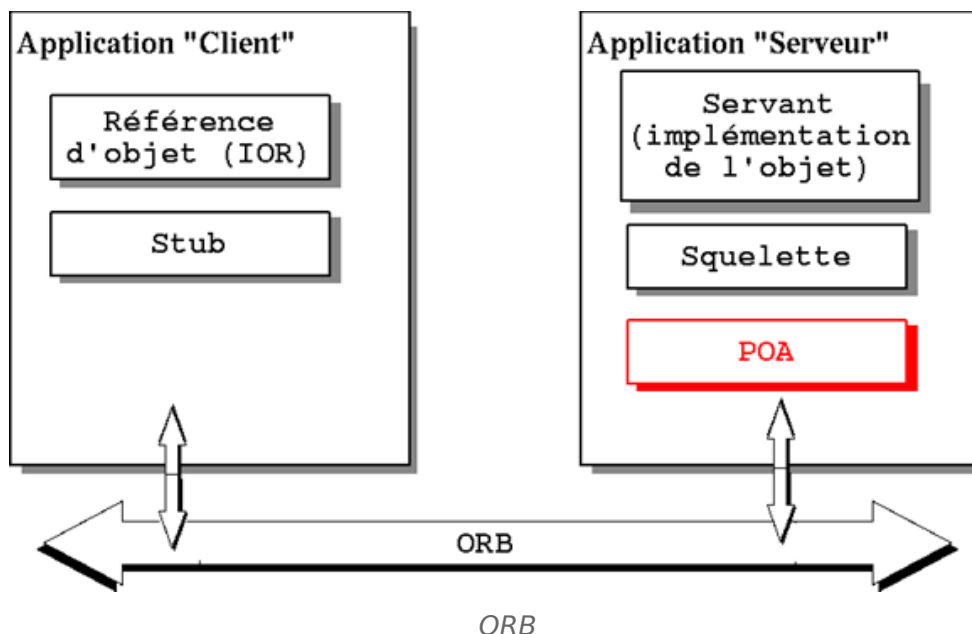 Application "Client"
Référence
d'objet (IOR)
Stub
Application "Serveur"
Servant
(implémentation
de l'objet)
Squelette
POA
ORB
ORB